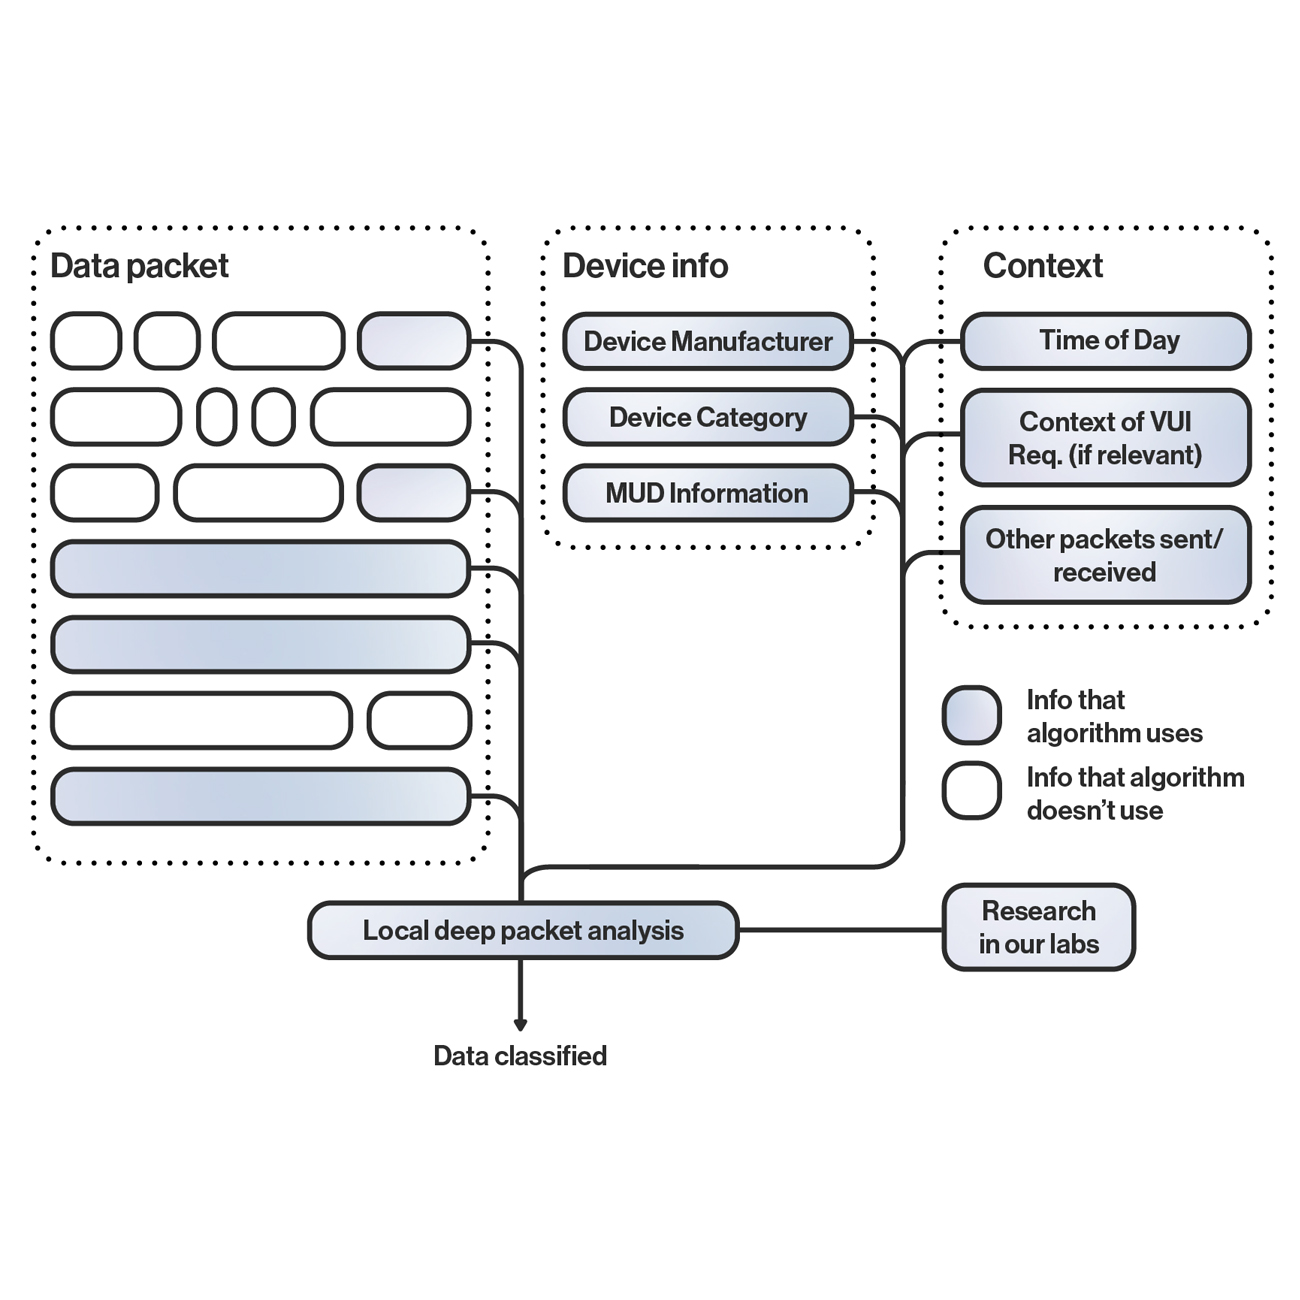 Data packet
Device info
Device Manufacturer
Device Category
MUD Information
Context
Time of Day
Context of VUI
Req. (if relevant)
Other packets sent/
received
Info that
algorithm uses
Info that algorithm
doesn’t use
Local deep packet analysis
Research
in our labs
Data classified